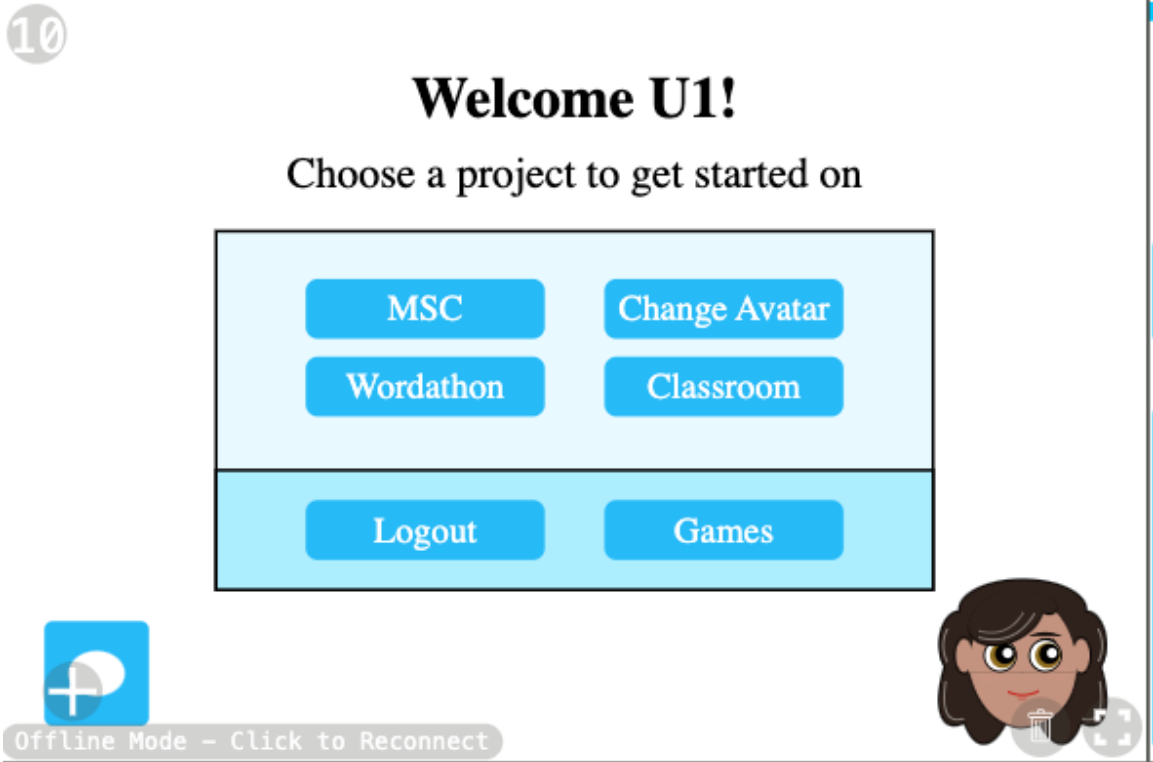 10
Welcome U1!
Choose a project to get started on
MSC
Change Avatar
Wordathon
Classroom
Logout
Games
Offline Mode – Click to Reconnect